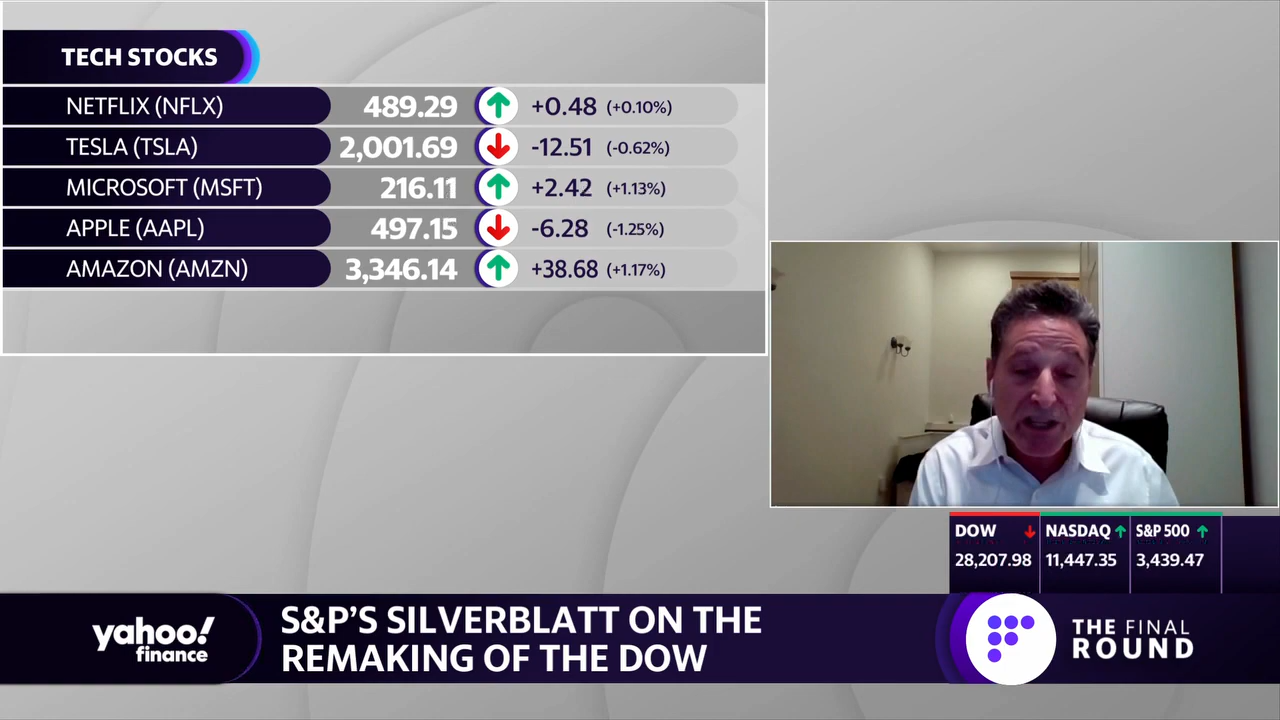 TECH STOCKS
NETFLIX (NFLX) 489.29 +0.48 (+0.10%)
TESLA (TSLA) 2,001.69 -12.51 (-0.62%)
MICROSOFT (MSFT) 216.11 +2.42 (+1.13%)
APPLE (AAPL) 497.15 -6.28 (-1.25%)
AMAZON (AMZN) 3,346.14 +38.68 (+1.17%)
DOW NASDAQ S&P 500
28,207.98 11,447.35 3,439.47
yahoo!
finance
S&P'S SILVERBLATT ON THE
REMAKING OF THE DOW
THE FINAL
ROUND